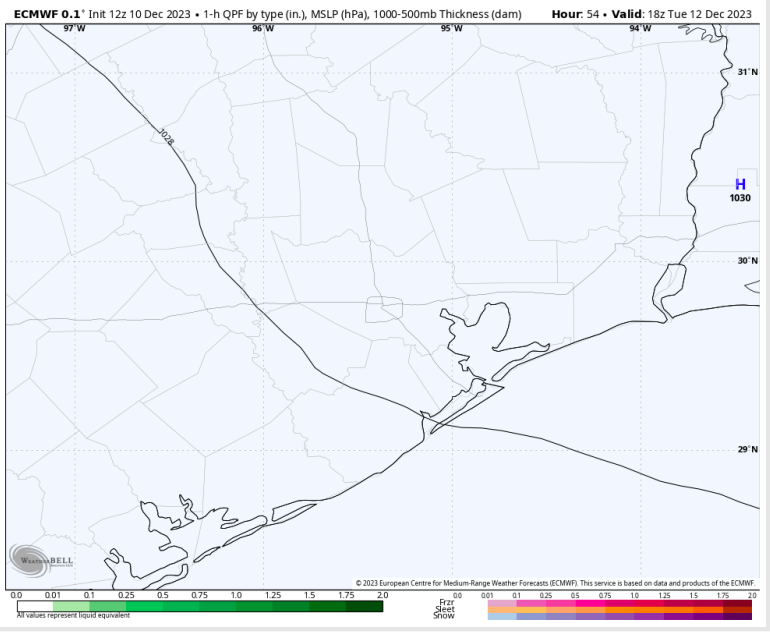 ECMWF 0.1° Init 12z 10 Dec 2023 • 1-h QPF by type (in.), MSLP (hPa), 1000-500mb Thickness (dam) Hour: 54 • Valid: 18z Tue 12 Dec 2023
97°W 96°W 95°W 94°W
31°N
1028
H
1030
30°N
29°N
WEATHERBELL
© 2023 European Centre for Medium-Range Weather Forecasts (ECMWF). This service is based on data and products of the ECMWF.
0.0 0.01 0.1 0.25 0.5 0.75 1.0 1.25 1.5 1.75 2.0 0.0 0.01 0.1 0.25 0.5 0.75 1.0 1.25 1.5 1.75 2.0
Frzr
Sleet
Snow
All values represent liquid equivalent